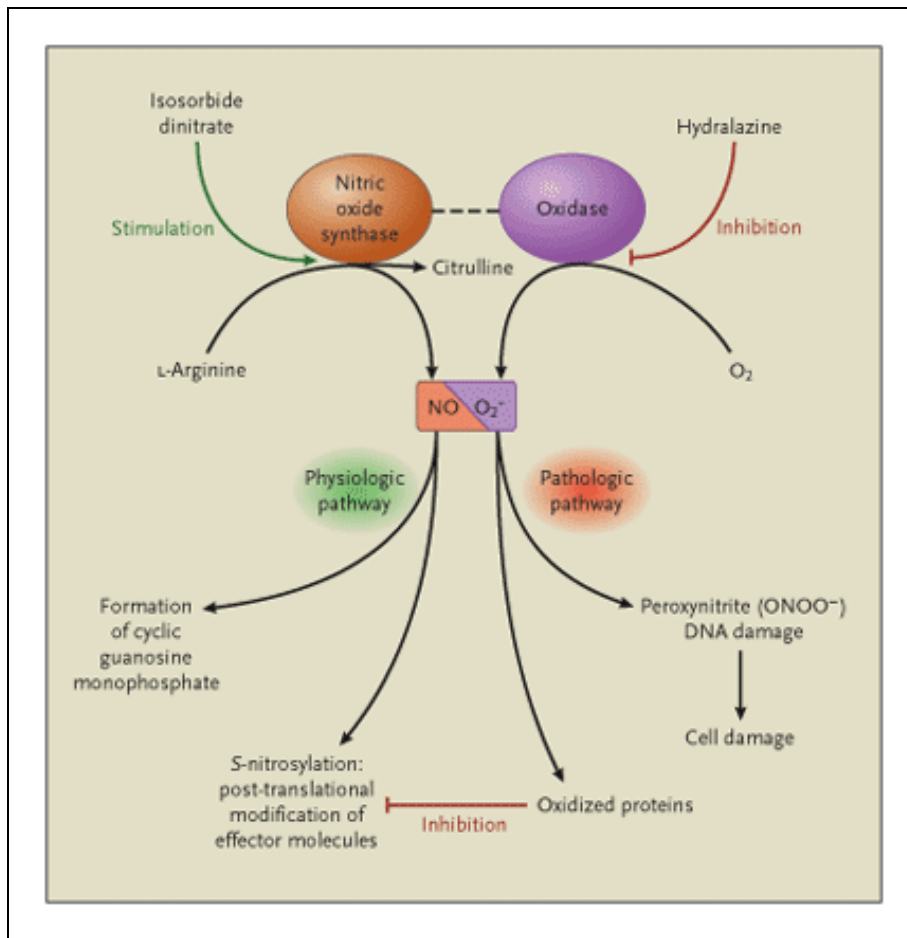 Isosorbide
dinitrate
Hydralazine
Nitric
oxide
synthase
Oxidase
Stimulation
Inhibition
Citrulline
L-Arginine
O₂
NO
O₂⁻
Physiologic
pathway
Pathologic
pathway
Formation
of cyclic
guanosine
monophosphate
Peroxynitrite (ONOO⁻)
DNA damage
Cell damage
S-nitrosylation:
post-translational
modification of
effector molecules
Inhibition
Oxidized proteins